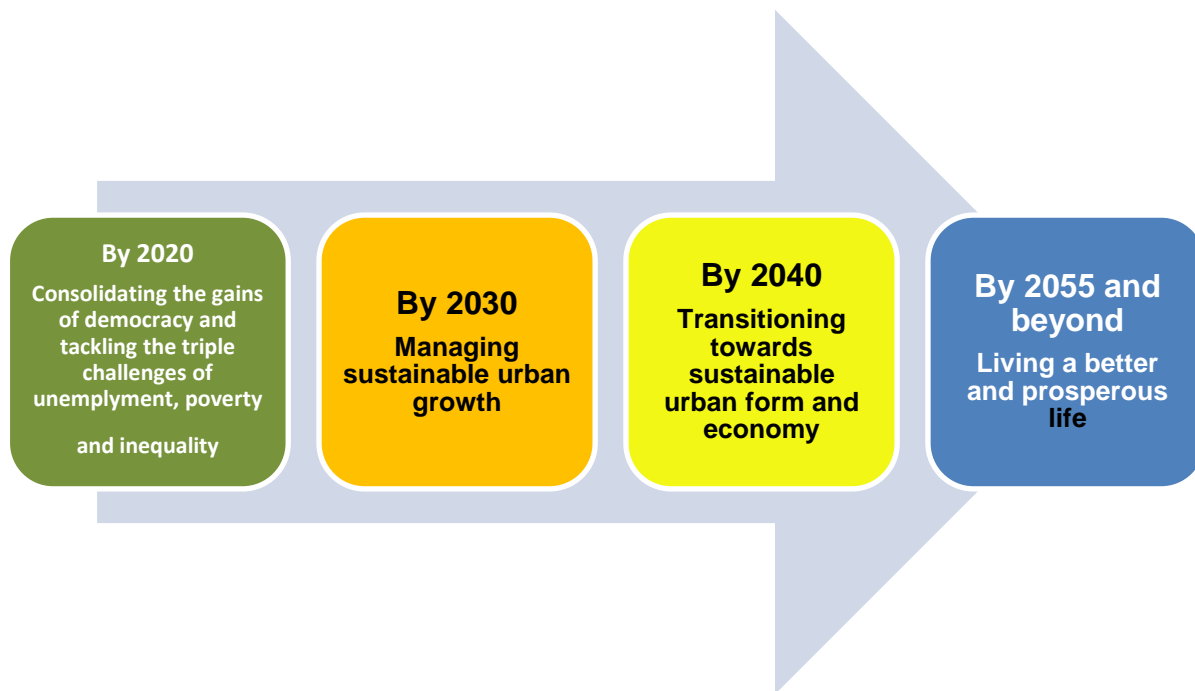 By 2020
Consolidating the gains
of democracy and
tackling the triple
challenges of
unemplyment, poverty
and inequality
By 2030
Managing
sustainable urban
growth
By 2040
Transitioning
towards
sustainable
urban form and
economy
By 2055 and
beyond
Living a better
and prosperous
life